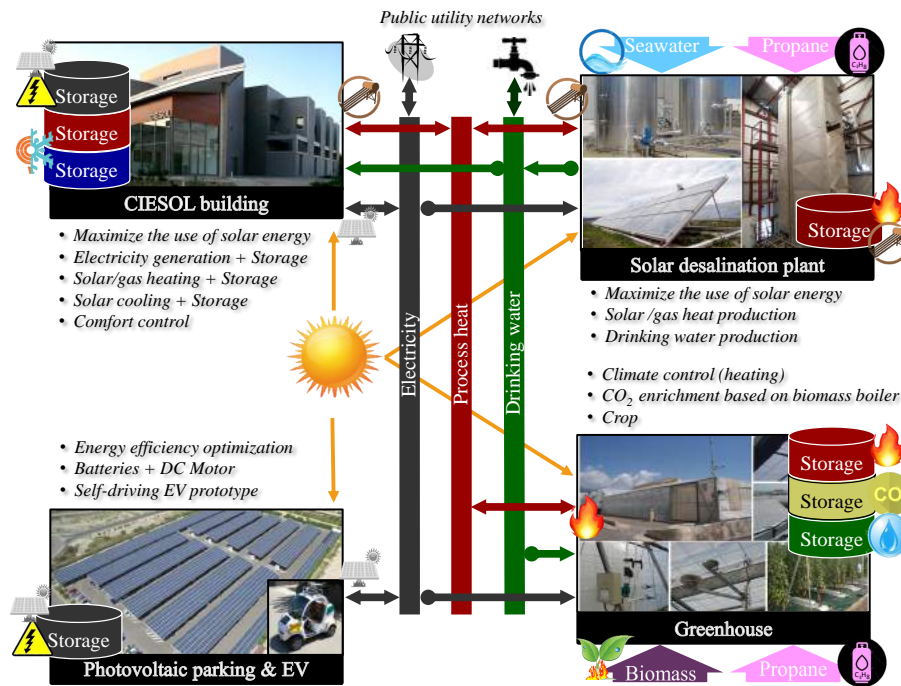 Public utility networks
Seawater
Propane
C3H8
Storage
Storage
Storage
CIESOL
CIESOL building
Storage
Solar desalination plant
• Maximize the use of solar energy
• Electricity generation + Storage
• Solar/gas heating + Storage
• Solar cooling + Storage
• Comfort control
• Maximize the use of solar energy
• Solar /gas heat production
• Drinking water production
Electricity
Process heat
Drinking water
• Climate control (heating)
• CO₂ enrichment based on biomass boiler
• Crop
• Energy efficiency optimization
• Batteries + DC Motor
• Self-driving EV prototype
Storage
Storage
CO
Storage
Storage
Photovoltaic parking & EV
Greenhouse
Biomass
Propane
C3H8